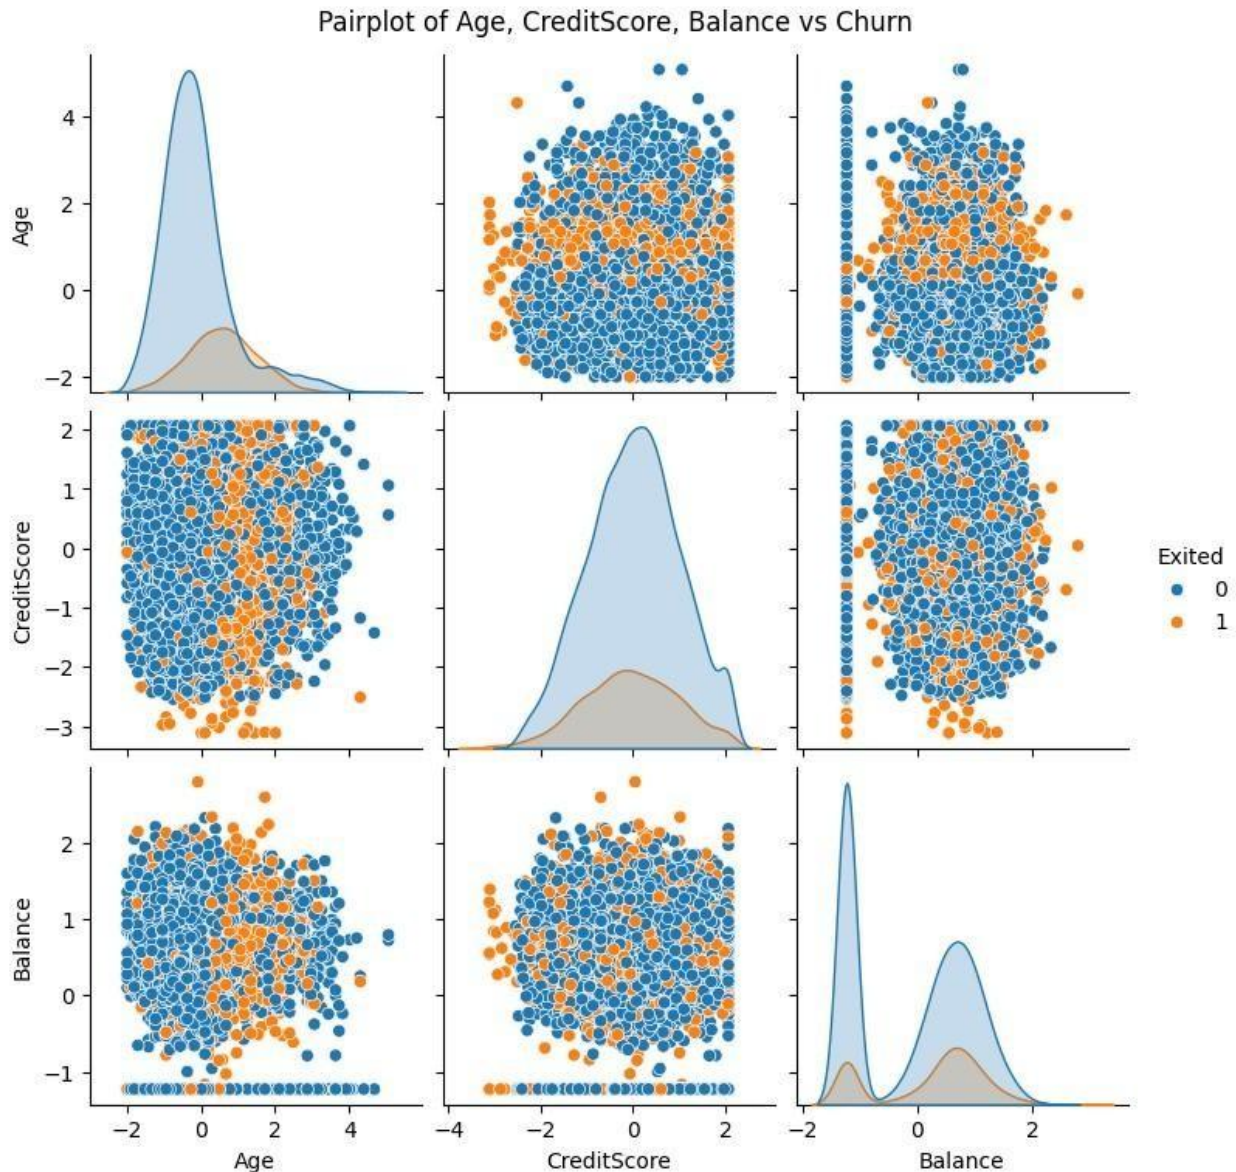 Pairplot of Age, CreditScore, Balance vs Churn
Age
4
2
0
−2
CreditScore
2
1
0
−1
−2
−3
Exited
0
1
Balance
2
1
0
−1
−2 0 2 4
−4 −2 0 2
−2 0 2
Age
CreditScore
Balance